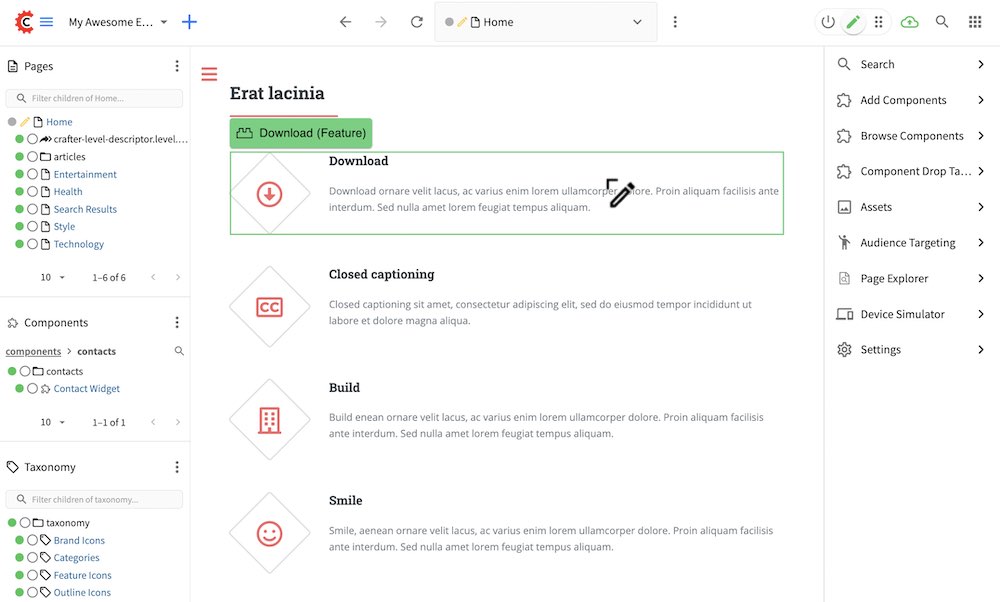 C
My Awesome E...
Home
Pages
Filter children of Home...
Home
crafter-level-descriptor.level....
articles
Entertainment
Health
Search Results
Style
Technology
10
1–6 of 6
Components
components
contacts
contacts
Contact Widget
10
1–1 of 1
Taxonomy
Filter children of taxonomy...
taxonomy
Brand Icons
Categories
Feature Icons
Outline Icons
Erat lacinia
Download (Feature)
Download
Download ornare velit lacus, ac varius enim lorem ullamcorper dolore. Proin aliquam facilisis ante
interdum. Sed nulla amet lorem feugiat tempus aliquam.
Closed captioning
CC
Closed captioning sit amet, consectetur adipiscing elit, sed do eiusmod tempor incididunt ut
labore et dolore magna aliqua.
Build
Build enean ornare velit lacus, ac varius enim lorem ullamcorper dolore. Proin aliquam facilisis
ante interdum. Sed nulla amet lorem feugiat tempus aliquam.
Smile
Smile, aenean ornare velit lacus, ac varius enim lorem ullamcorper dolore. Proin aliquam facilisis
ante interdum. Sed nulla amet lorem feugiat tempus aliquam.
Search
Add Components
Browse Components
Component Drop Ta...
Assets
Audience Targeting
Page Explorer
Device Simulator
Settings